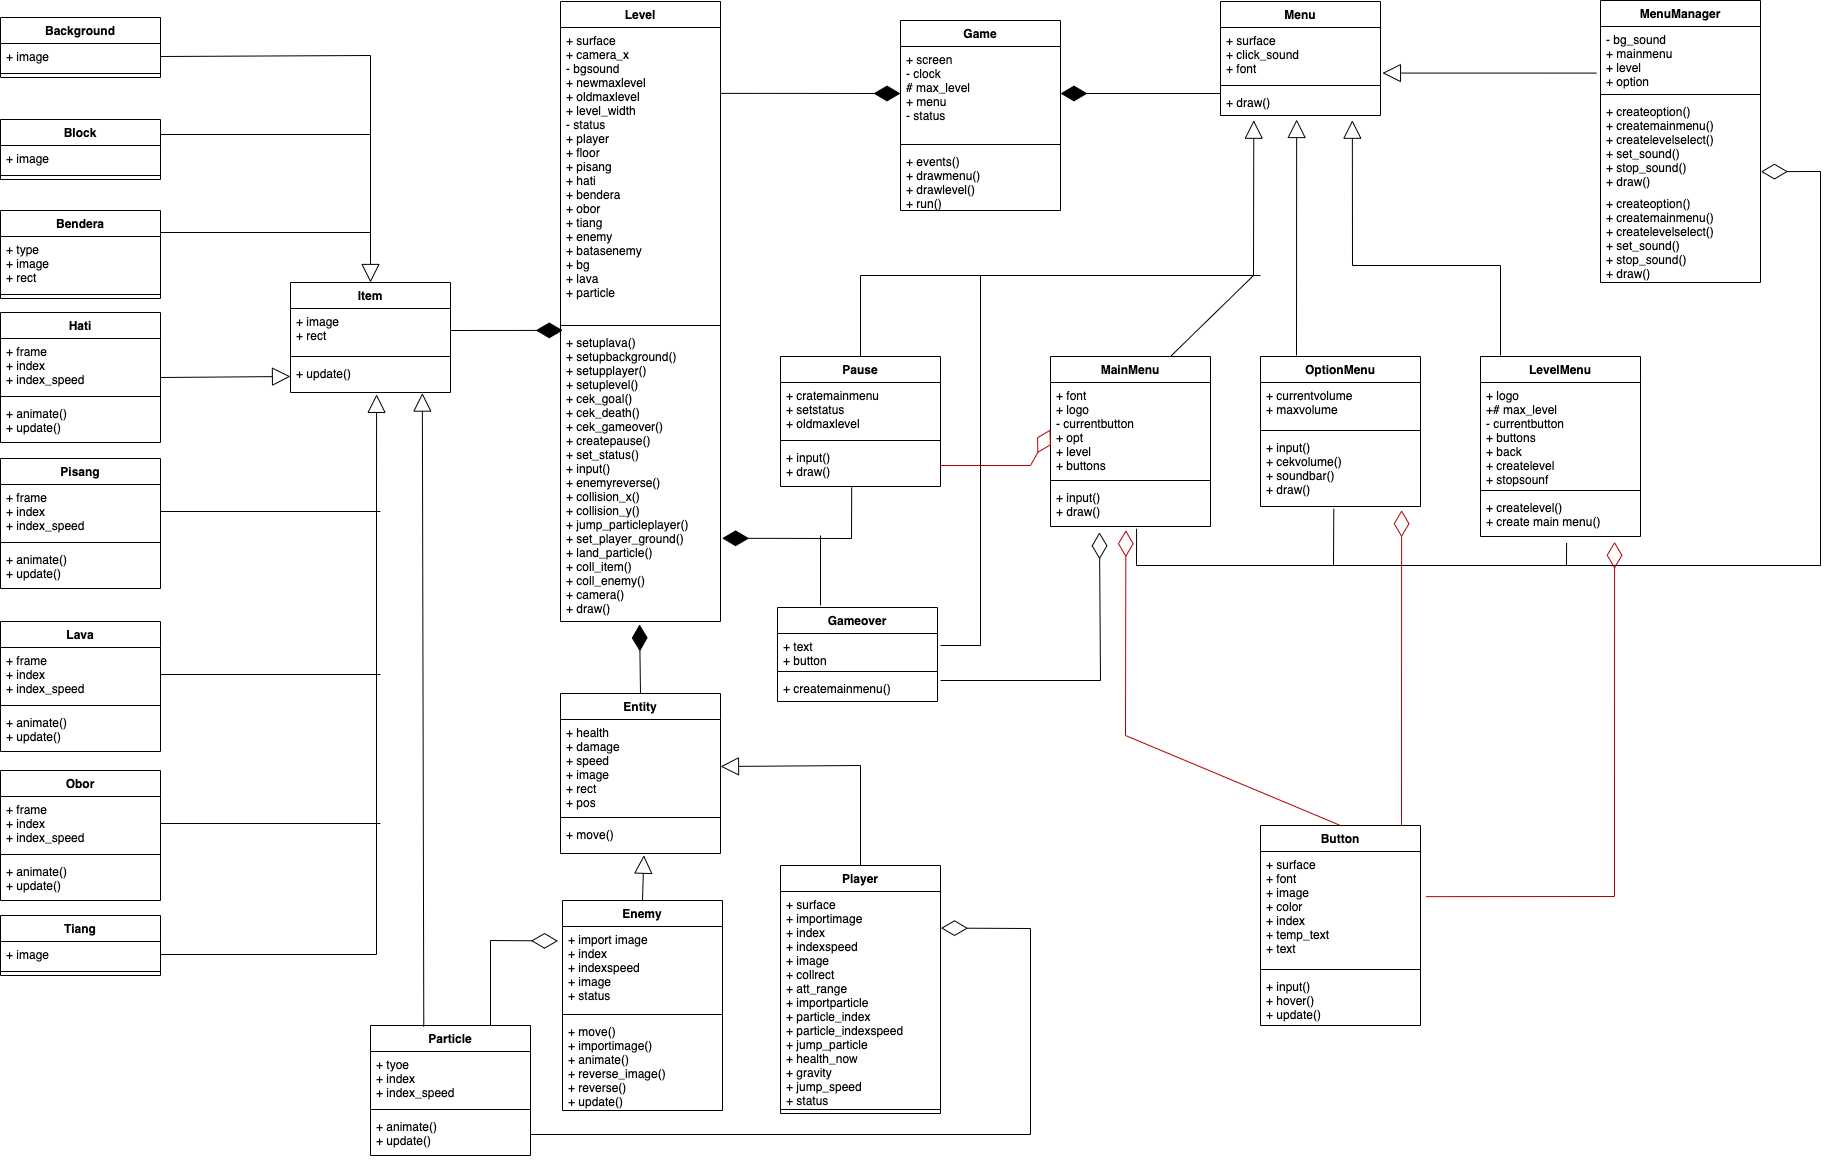 Background
+ image
Block
+ image
Bendera
+ type
+ image
+ rect
Hati
+ frame
+ index
+ index_speed
+ animate()
+ update()
Pisang
+ frame
+ index
+ index_speed
+ animate()
+ update()
Lava
+ frame
+ index
+ index_speed
+ animate()
+ update()
Obor
+ frame
+ index
+ index_speed
+ animate()
+ update()
Tiang
+ image
Item
+ image
+ rect
+ update()
Particle
+ tyoe
+ index
+ index_speed
+ animate()
+ update()
Level
+ surface
+ camera_x
- bgsound
+ newmaxlevel
+ oldmaxlevel
+ level_width
- status
+ player
+ floor
+ pisang
+ hati
+ bendera
+ obor
+ tiang
+ enemy
+ batasenemy
+ bg
+ lava
+ particle
+ setuplava()
+ setupbackground()
+ setupplayer()
+ setuplevel()
+ cek_goal()
+ cek_death()
+ cek_gameover()
+ createpause()
+ set_status()
+ input()
+ enemyreverse()
+ collision_x()
+ collision_y()
+ jump_particleplayer()
+ set_player_ground()
+ land_particle()
+ coll_item()
+ coll_enemy()
+ camera()
+ draw()
Entity
+ health
+ damage
+ speed
+ image
+ rect
+ pos
+ move()
Enemy
+ import image
+ index
+ indexspeed
+ image
+ status
+ move()
+ importimage()
+ animate()
+ reverse_image()
+ reverse()
+ update()
Game
+ screen
- clock
# max_level
+ menu
- status
+ events()
+ drawmenu()
+ drawlevel()
+ run()
Pause
+ cratemainmenu
+ setstatus
+ oldmaxlevel
+ input()
+ draw()
Gameover
+ text
+ button
+ createmainmenu()
Player
+ surface
+ importimage
+ index
+ indexspeed
+ image
+ collrect
+ att_range
+ importparticle
+ particle_index
+ particle_indexspeed
+ jump_particle
+ health_now
+ gravity
+ jump_speed
+ status
Menu
+ surface
+ click_sound
+ font
+ draw()
MainMenu
+ font
+ logo
- currentbutton
+ opt
+ level
+ buttons
+ input()
+ draw()
OptionMenu
+ currentvolume
+ maxvolume
+ input()
+ cekvolume()
+ soundbar()
+ draw()
LevelMenu
+ logo
+# max_level
- currentbutton
+ buttons
+ back
+ createlevel
+ stopsounf
+ createlevel()
+ create main menu()
Button
+ surface
+ font
+ image
+ color
+ index
+ temp_text
+ text
+ input()
+ hover()
+ update()
MenuManager
- bg_sound
+ mainmenu
+ level
+ option
+ createoption()
+ createmainmenu()
+ createlevelselect()
+ set_sound()
+ stop_sound()
+ draw()
+ createoption()
+ createmainmenu()
+ createlevelselect()
+ set_sound()
+ stop_sound()
+ draw()